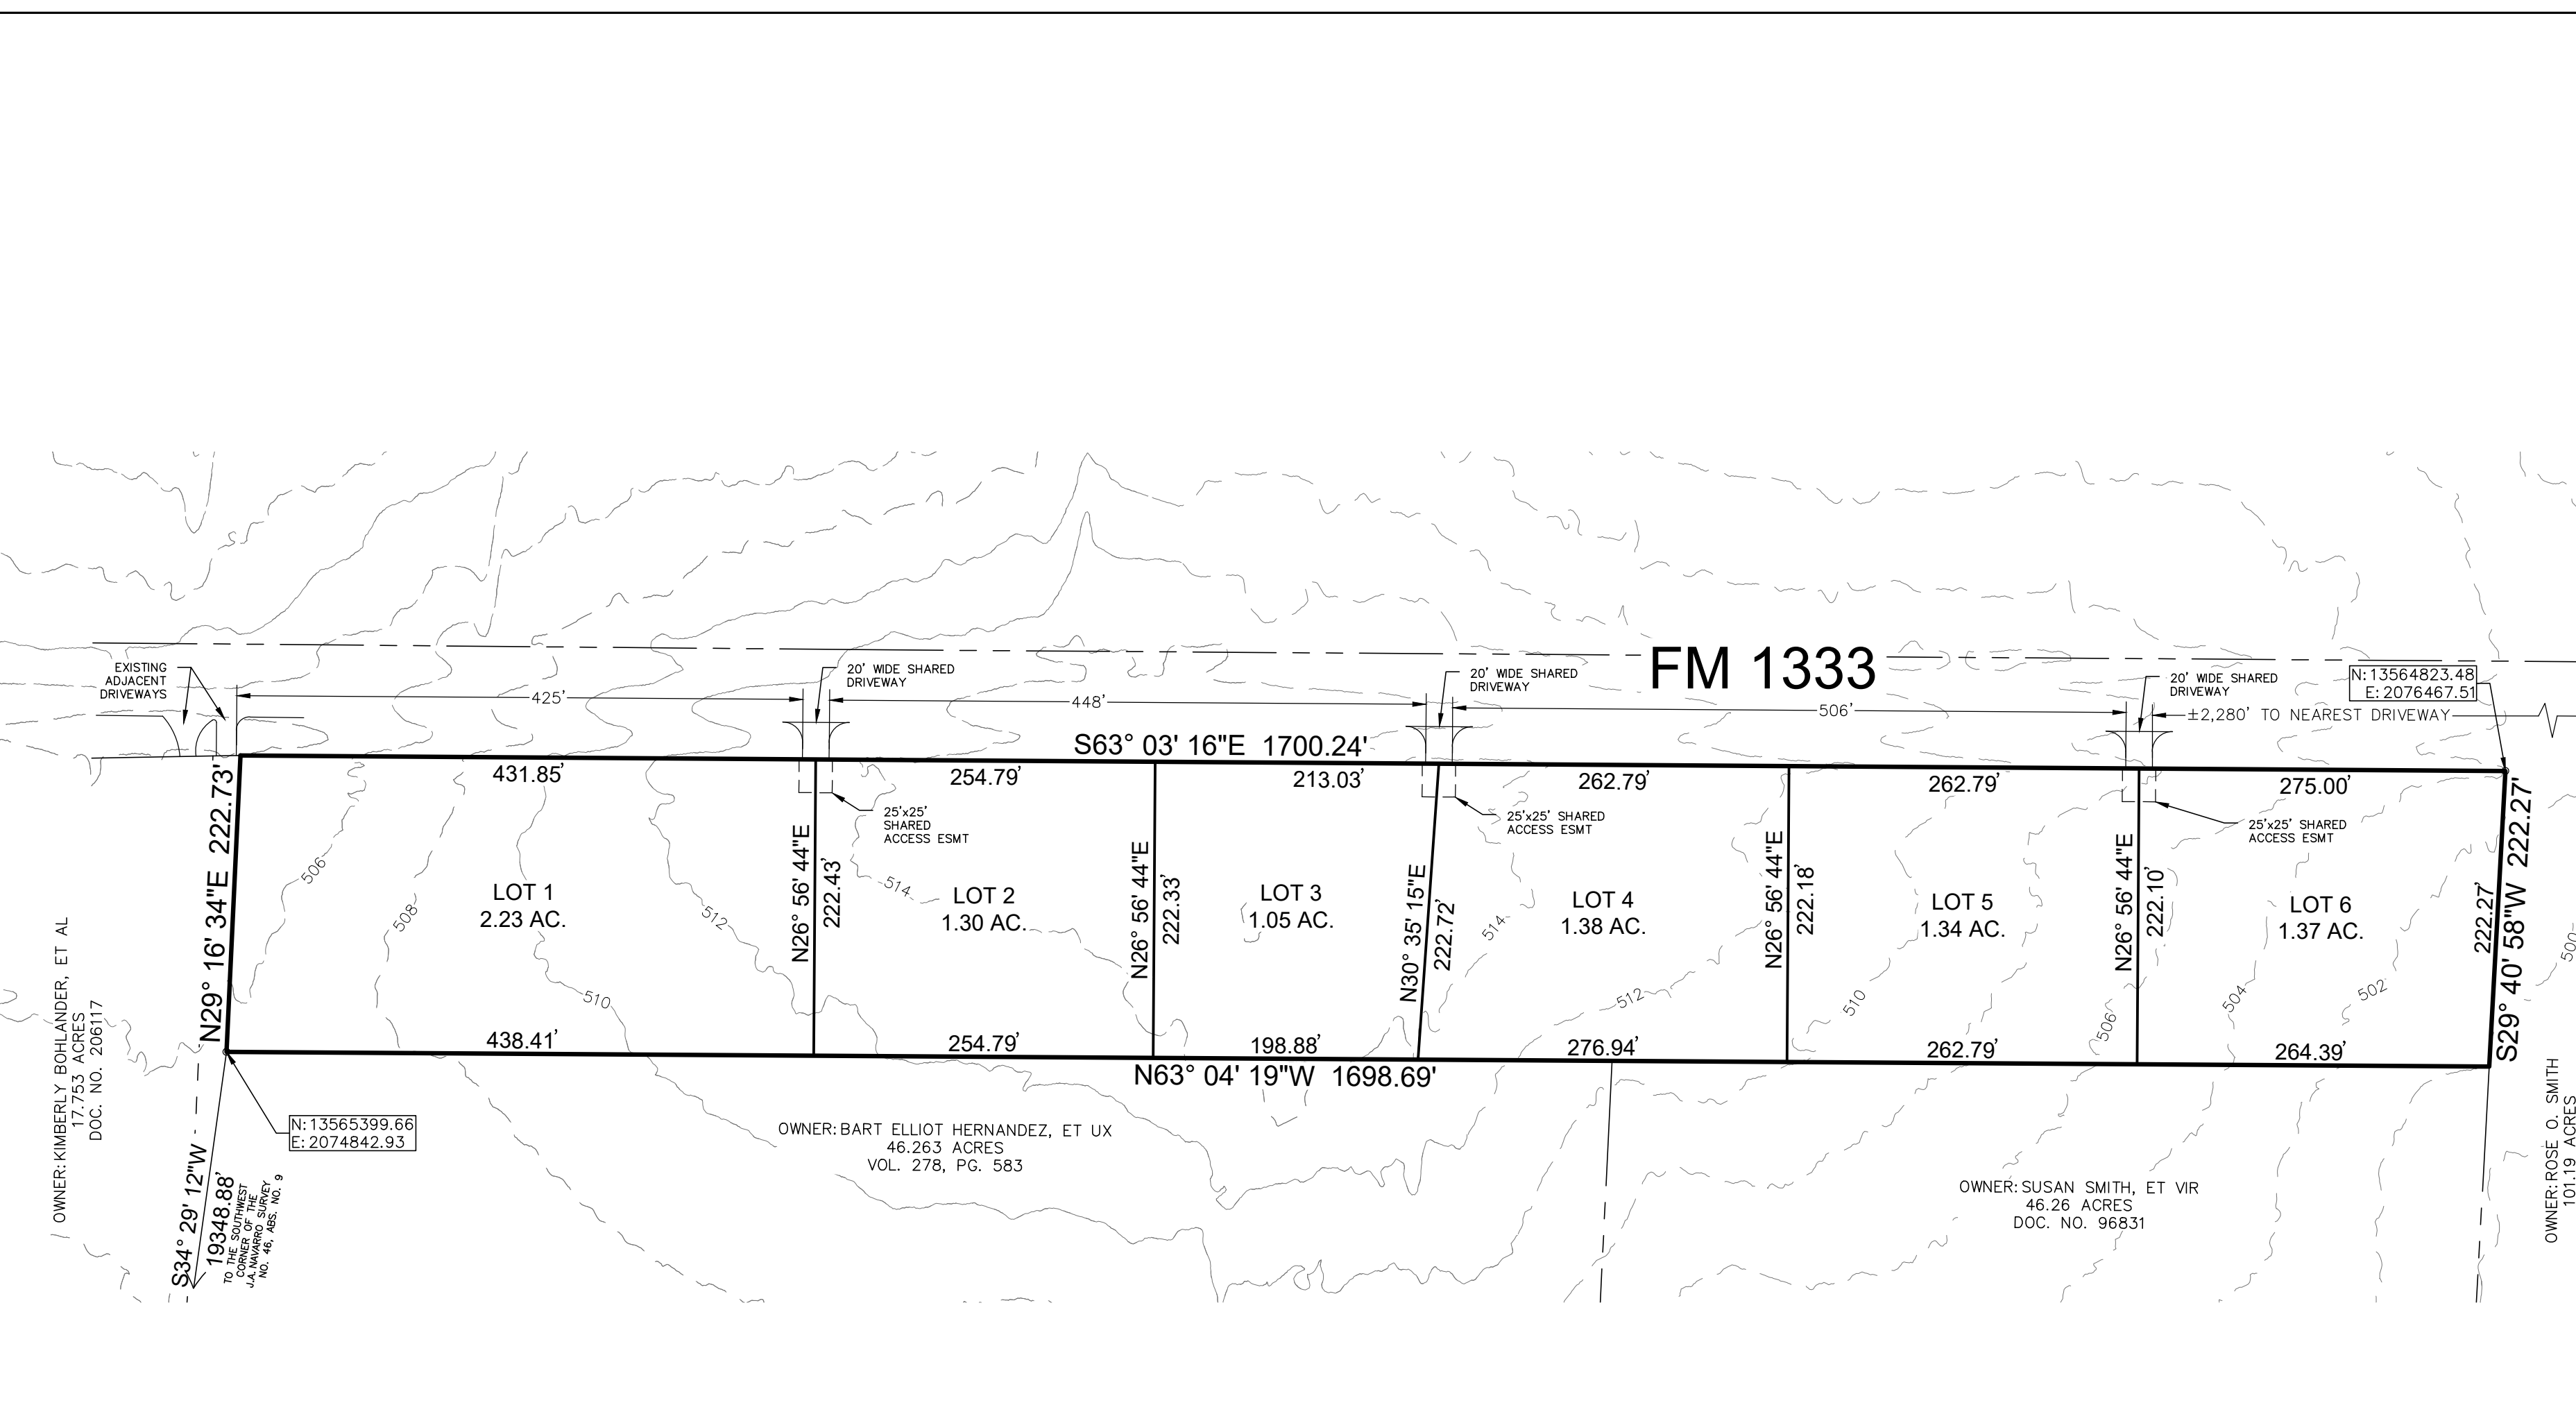 FM 1333
EXISTING
ADJACENT
DRIVEWAYS
20' WIDE SHARED
DRIVEWAY
20' WIDE SHARED
DRIVEWAY
20' WIDE SHARED
DRIVEWAY
N:13564823.48
E: 2076467.51
425'
448'
506'
±2,280' TO NEAREST DRIVEWAY
S63° 03' 16"E 1700.24'
431.85'
254.79'
213.03'
262.79'
262.79'
275.00'
25'x25'
SHARED
ACCESS ESMT
25'x25' SHARED
ACCESS ESMT
25'x25' SHARED
ACCESS ESMT
N29° 16' 34"E 222.73'
N26° 56' 44"E
222.43'
N26° 56' 44"E
222.33'
N30° 35' 15"E
222.72'
N26° 56' 44"E
222.18'
N26° 56' 44"E
222.10'
222.27'
S29° 40' 58"W 222.27'
LOT 1
2.23 AC.
LOT 2
1.30 AC.
LOT 3
1.05 AC.
LOT 4
1.38 AC.
LOT 5
1.34 AC.
LOT 6
1.37 AC.
506
508
510
512
514
514
512
510
506
504
502
500
438.41'
254.79'
198.88'
276.94'
262.79'
264.39'
N63° 04' 19"W 1698.69'
N:13565399.66
E: 2074842.93
OWNER: KIMBERLY BOHLANDER, ET AL
17.753 ACRES
DOC. NO. 206117
S34° 29' 12"W
19348.88'
TO THE SOUTHWEST
CORNER OF THE
J.A. NAVARRO SURVEY
NO. 46, ABS. NO. 9
OWNER: BART ELLIOT HERNANDEZ, ET UX
46.263 ACRES
VOL. 278, PG. 583
OWNER: SUSAN SMITH, ET VIR
46.26 ACRES
DOC. NO. 96831
OWNER: ROSE O. SMITH
101.19 ACRES